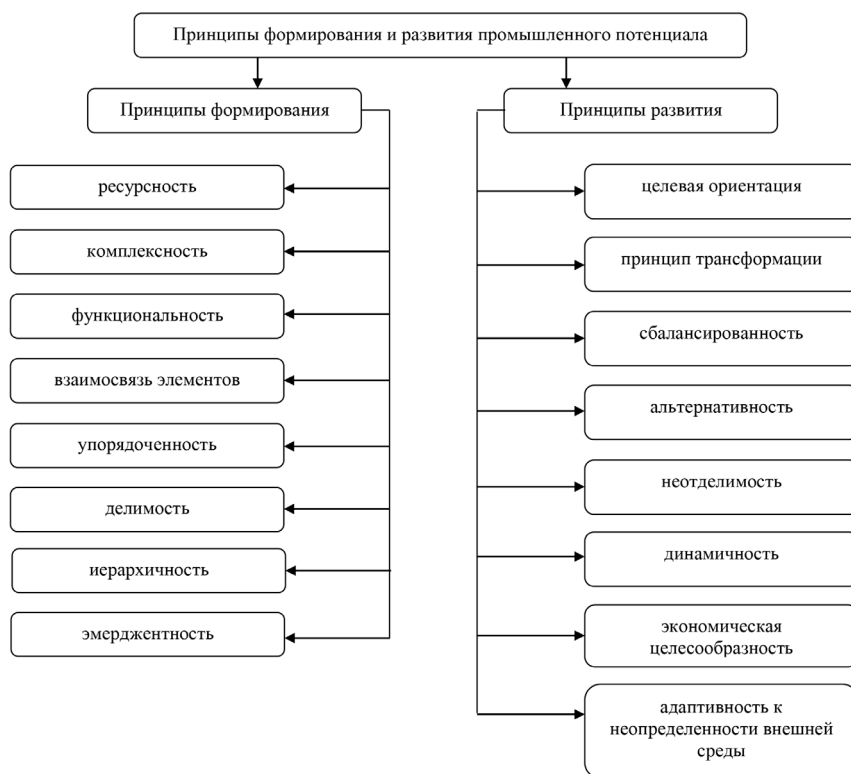 Принципы формирования и развития промышленного потенциала
Принципы формирования
ресурсность
комплексность
функциональность
взаимосвязь элементов
упорядоченность
делимость
иерархичность
эмерджентность
Принципы развития
целевая ориентация
принцип трансформации
сбалансированность
альтернативность
неотделимость
динамичность
экономическая
целесообразность
адаптивность к
неопределенности внешней
среды